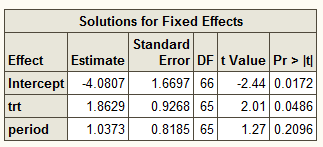 Solutions for Fixed Effects
Effect Estimate Standard Error DF t Value Pr > |t|
Intercept -4.0807 1.6697 66 -2.44 0.0172
trt 1.8629 0.9268 65 2.01 0.0486
period 1.0373 0.8185 65 1.27 0.2096